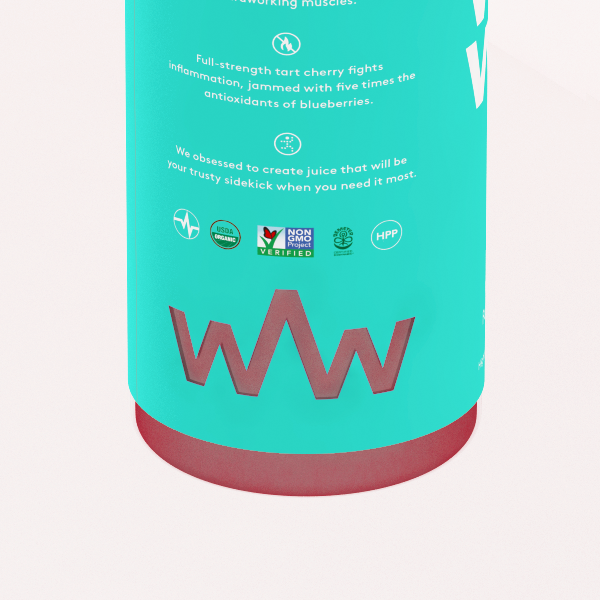 hardworking muscles.
Full-strength tart cherry fights
inflammation, jammed with five times the
antioxidants of blueberries.
We obsessed to create juice that will be
your trusty sidekick when you need it most.
USDA
ORGANIC
NON
GMO
Project
VERIFIED
HPP